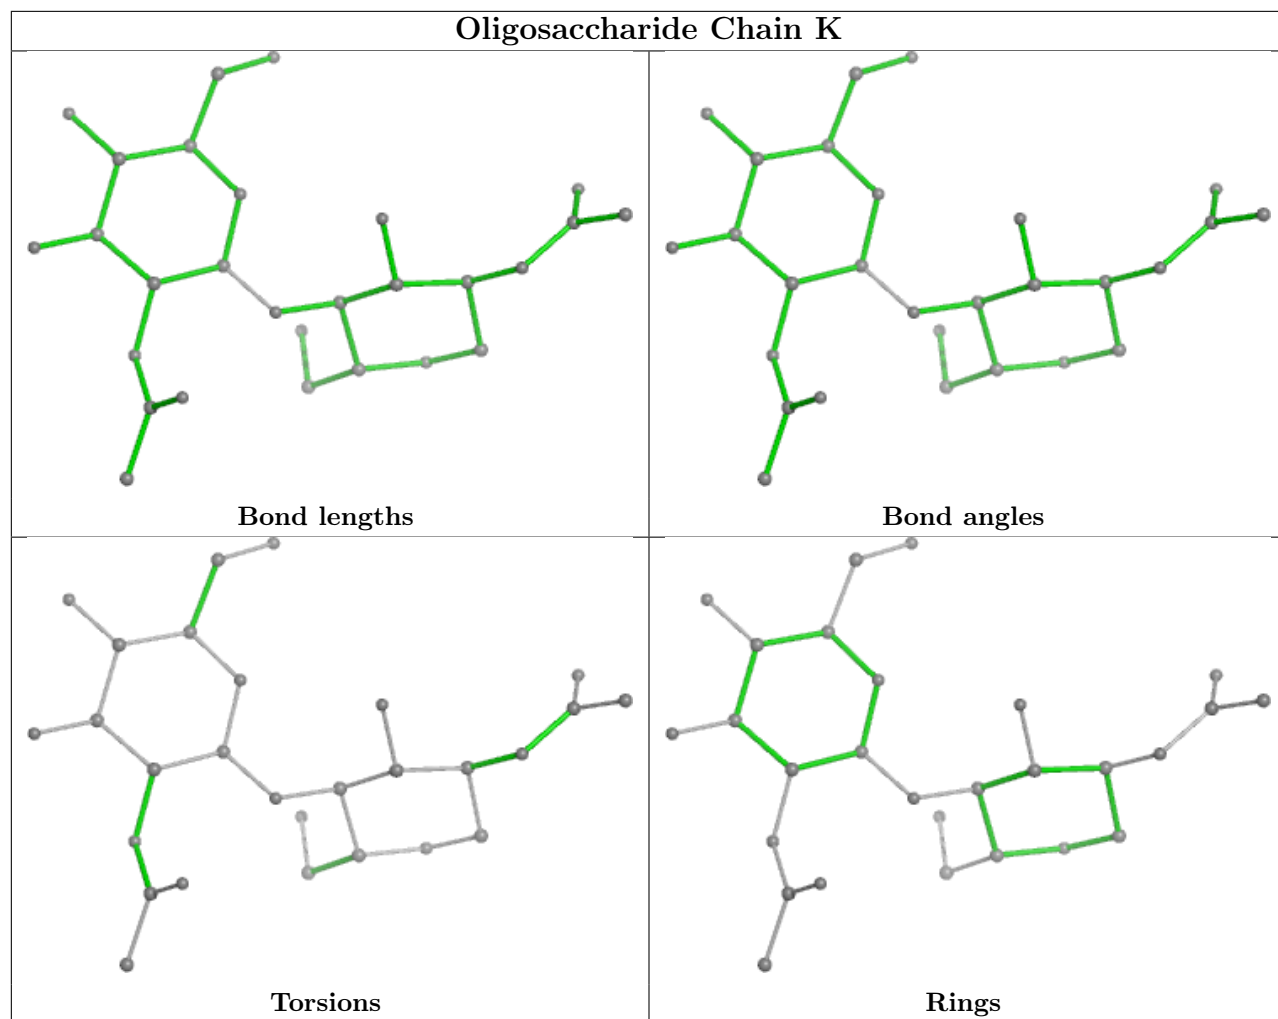 Oligosaccharide Chain K
Bond lengths
Bond angles
Torsions
Rings